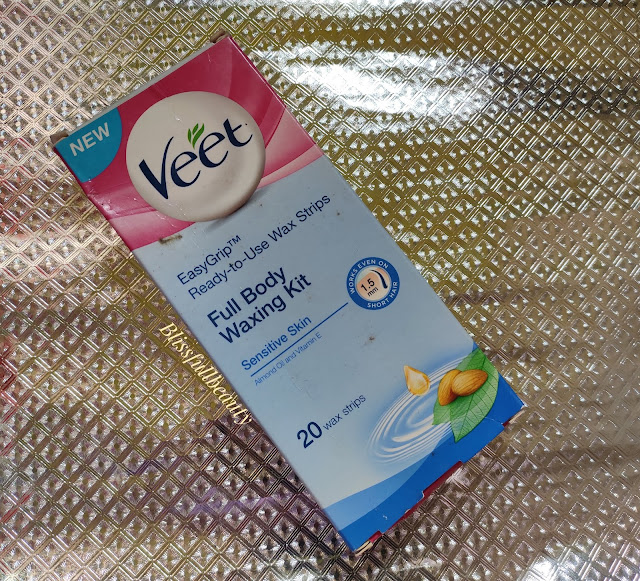 NEW
Veet
EasyGrip™
Ready-to-Use Wax Strips
Full Body
Waxing Kit
Sensitive Skin
Almond Oil and Vitamin E
WORKS EVEN ON
1.5
mm
SHORT HAIR
20 wax strips
Blissfullbeauty